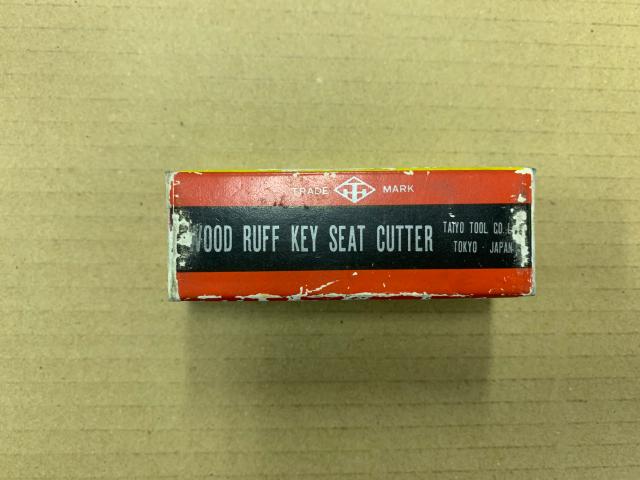 TRADE MARK
WOOD RUFF KEY SEAT CUTTER
TAIYO TOOL CO.,
TOKYO · JAPAN